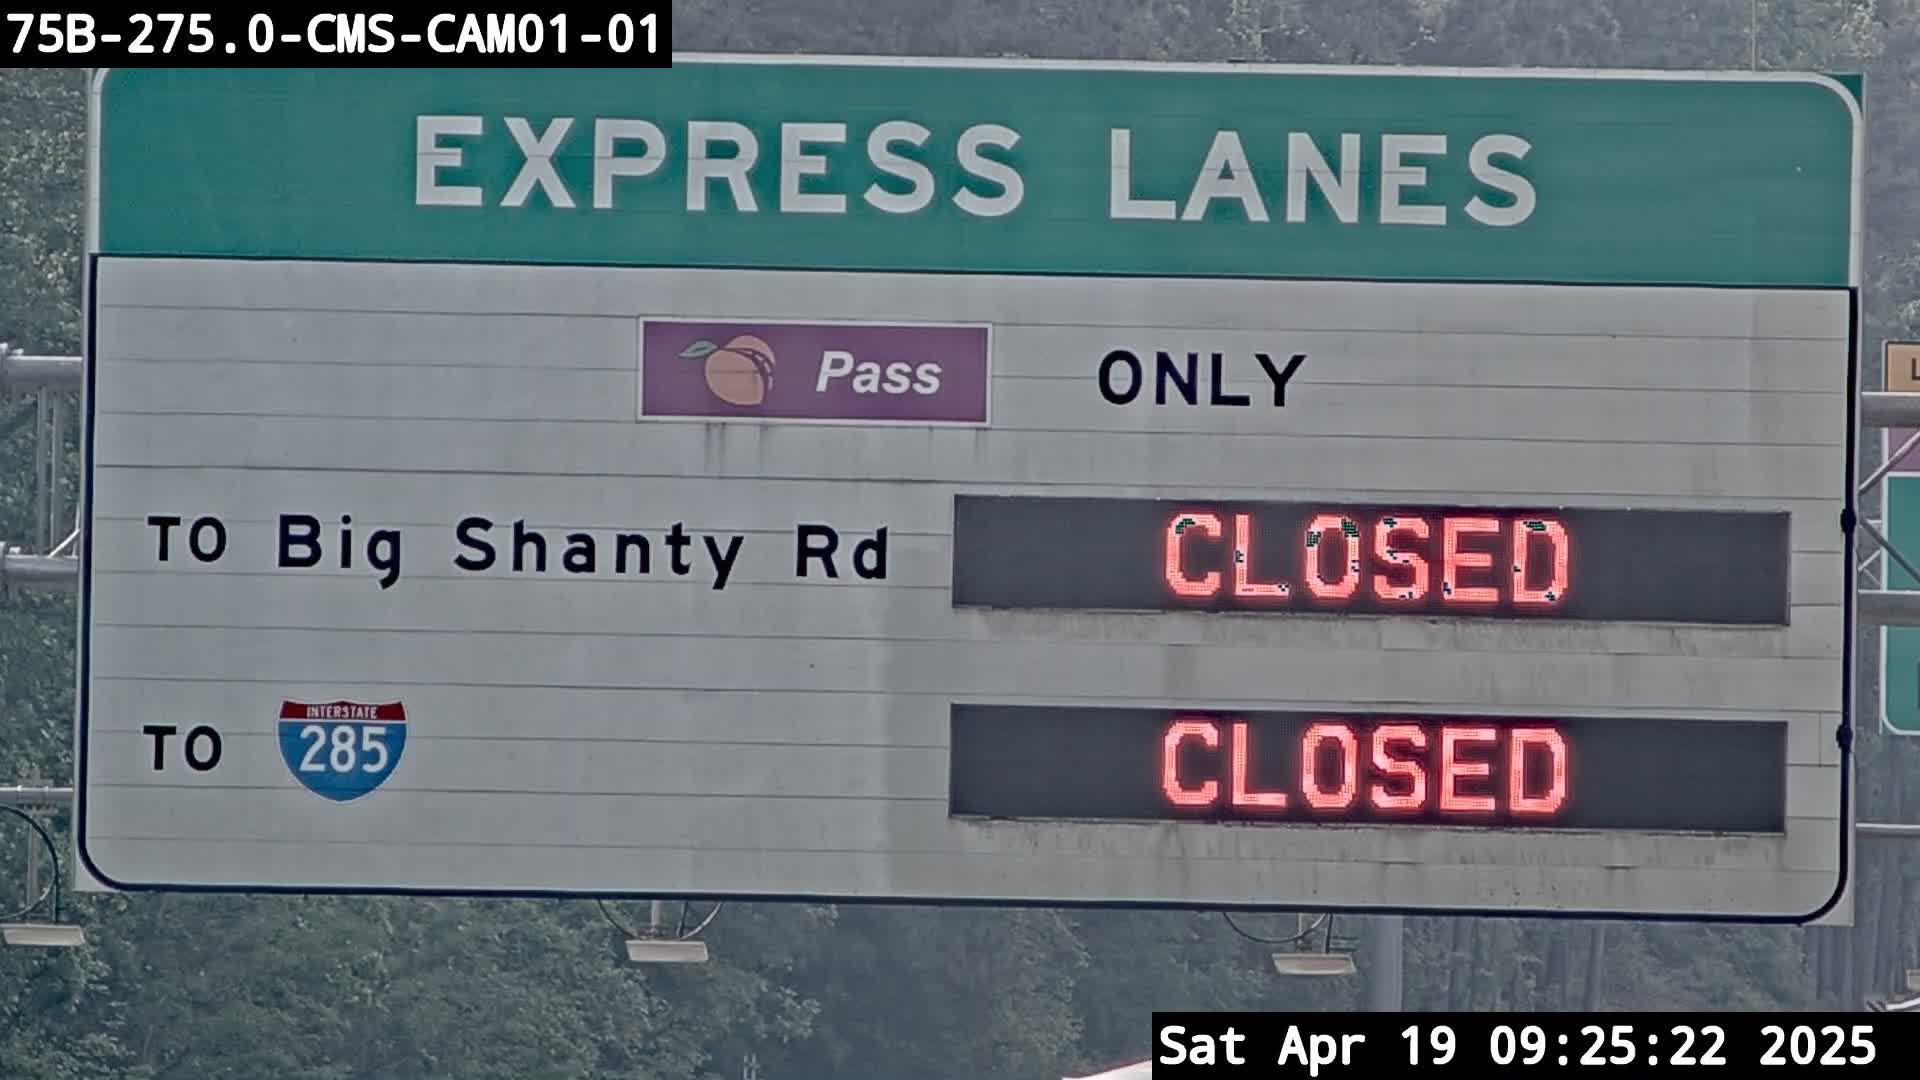 75B-275.0-CMS-CAM01-01
EXPRESS LANES
Pass ONLY
TO Big Shanty Rd CLOSED
TO INTERSTATE 285 CLOSED
Sat Apr 19 09:25:22 2025